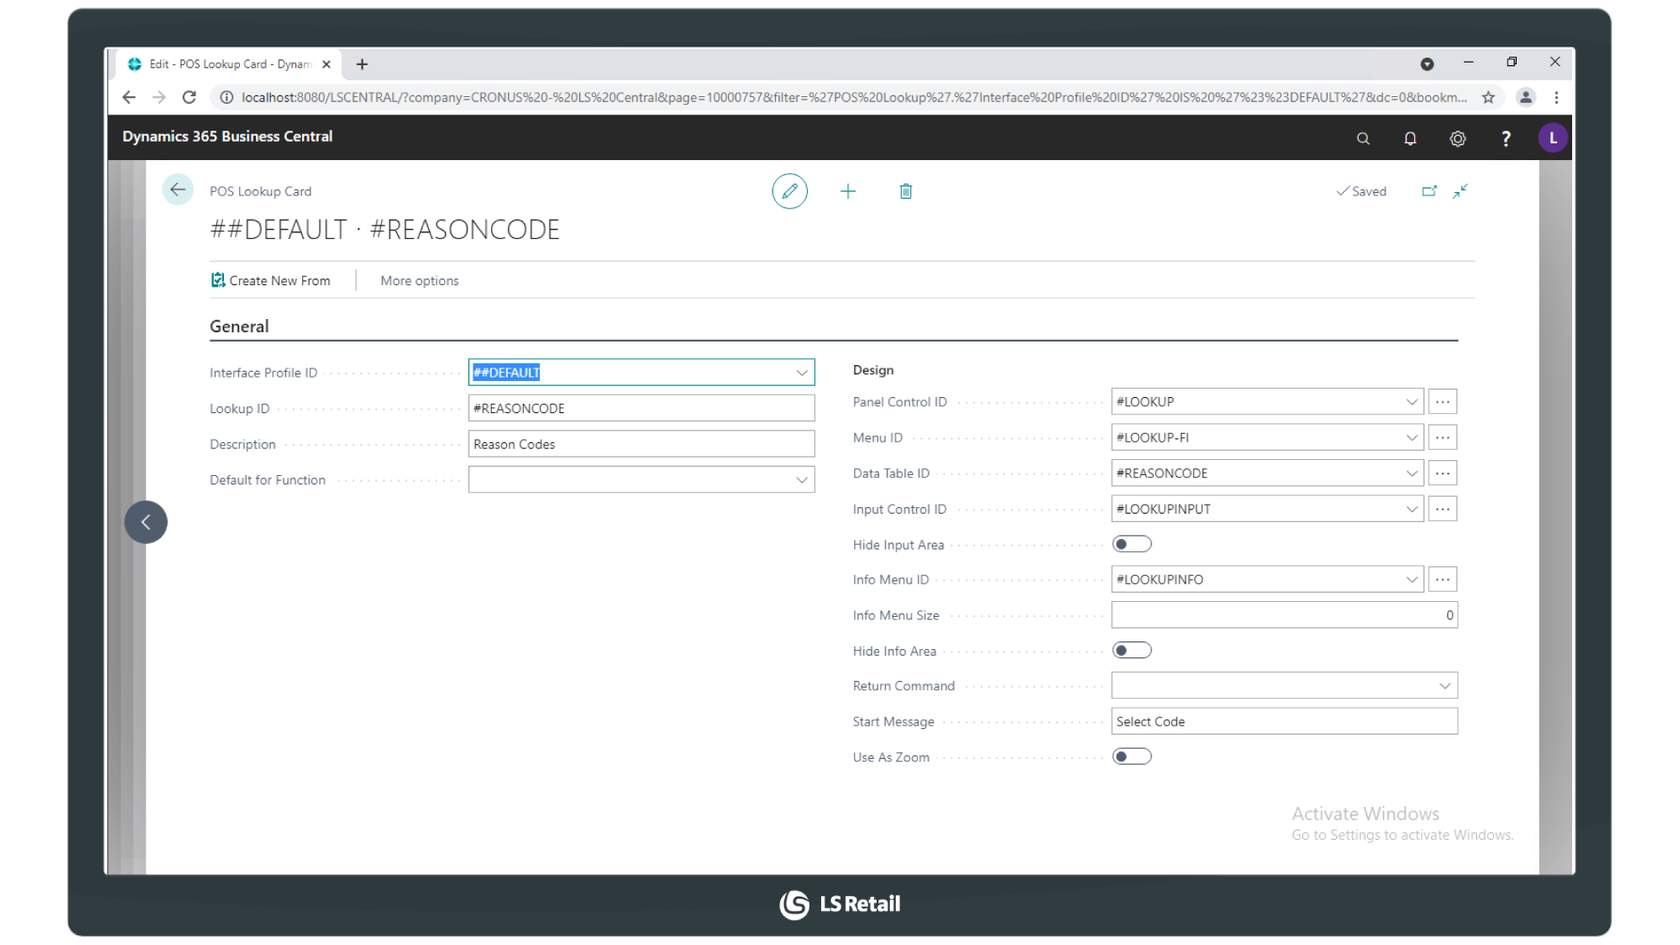 Edit - POS Lookup Card - Dynam
localhost:8080/LSCENTRAL/?company=CRONUS%20-%20LS%20Central&page=10000757&filter=%27POS%20Lookup%27.%27Interface%20Profile%20ID%27%20IS%20%27%23%23DEFAULT%27&dc=0&bookm...
Dynamics 365 Business Central
?
L
POS Lookup Card
Saved
##DEFAULT · #REASONCODE
Create New From
More options
General
Interface Profile ID
##DEFAULT
Lookup ID
#REASONCODE
Description
Reason Codes
Default for Function
Design
Panel Control ID
#LOOKUP
Menu ID
#LOOKUP-FI
Data Table ID
#REASONCODE
Input Control ID
#LOOKUPINPUT
Hide Input Area
Info Menu ID
#LOOKUPINFO
Info Menu Size
0
Hide Info Area
Return Command
Start Message
Select Code
Use As Zoom
Activate Windows
Go to Settings to activate Windows.
LS Retail